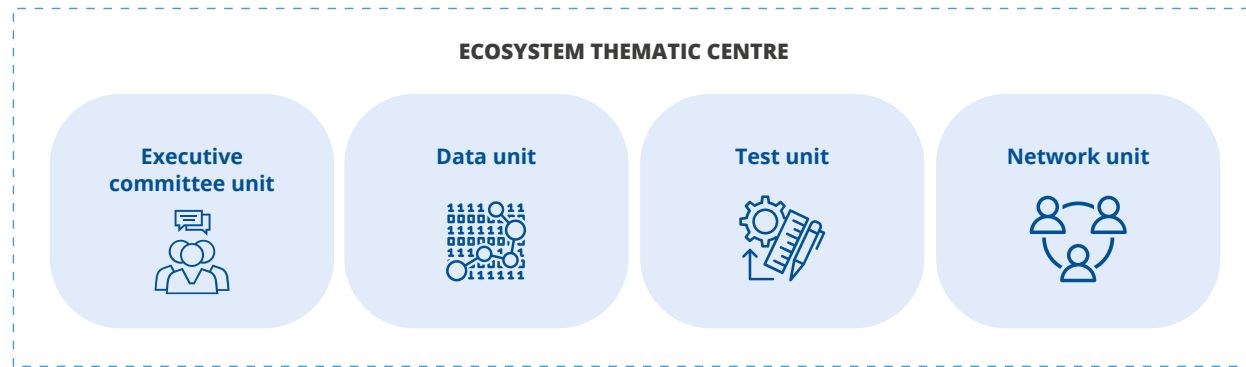 ECOSYSTEM THEMATIC CENTRE
Executive
committee unit
Data unit
Test unit
Network unit